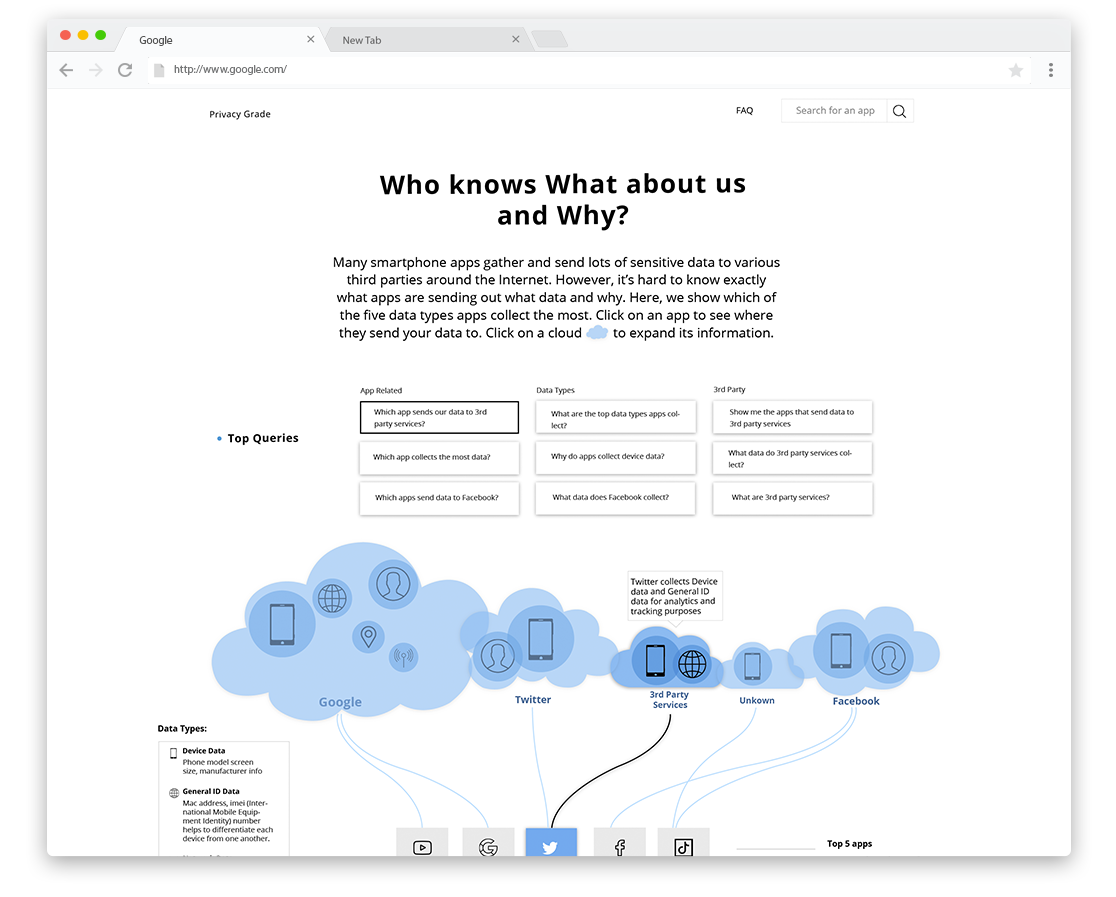 Google
New Tab
http://www.google.com/
Privacy Grade
FAQ
Search for an app
Who knows What about us
and Why?
Many smartphone apps gather and send lots of sensitive data to various
third parties around the Internet. However, it's hard to know exactly
what apps are sending out what data and why. Here, we show which of
the five data types apps collect the most. Click on an app to see where
they send your data to. Click on a cloud to expand its information.
Top Queries
App Related
Which app sends our data to 3rd
party services?
Which app collects the most data?
Which apps send data to Facebook?
Data Types
What are the top data types apps col-
lect?
Why do apps collect device data?
What data does Facebook collect?
3rd Party
Show me the apps that send data to
3rd party services
What data do 3rd party services col-
lect?
What are 3rd party services?
Twitter collects Device
data and General ID
data for analytics and
tracking purposes
Google
Twitter
3rd Party
Services
Unkown
Facebook
Data Types:
Device Data
Phone model screen
size, manufacturer info
General ID Data
Mac address, imei (Inter-
national Mobile Equip-
ment Identity) number
helps to differentiate each
device from one another.
Top 5 apps